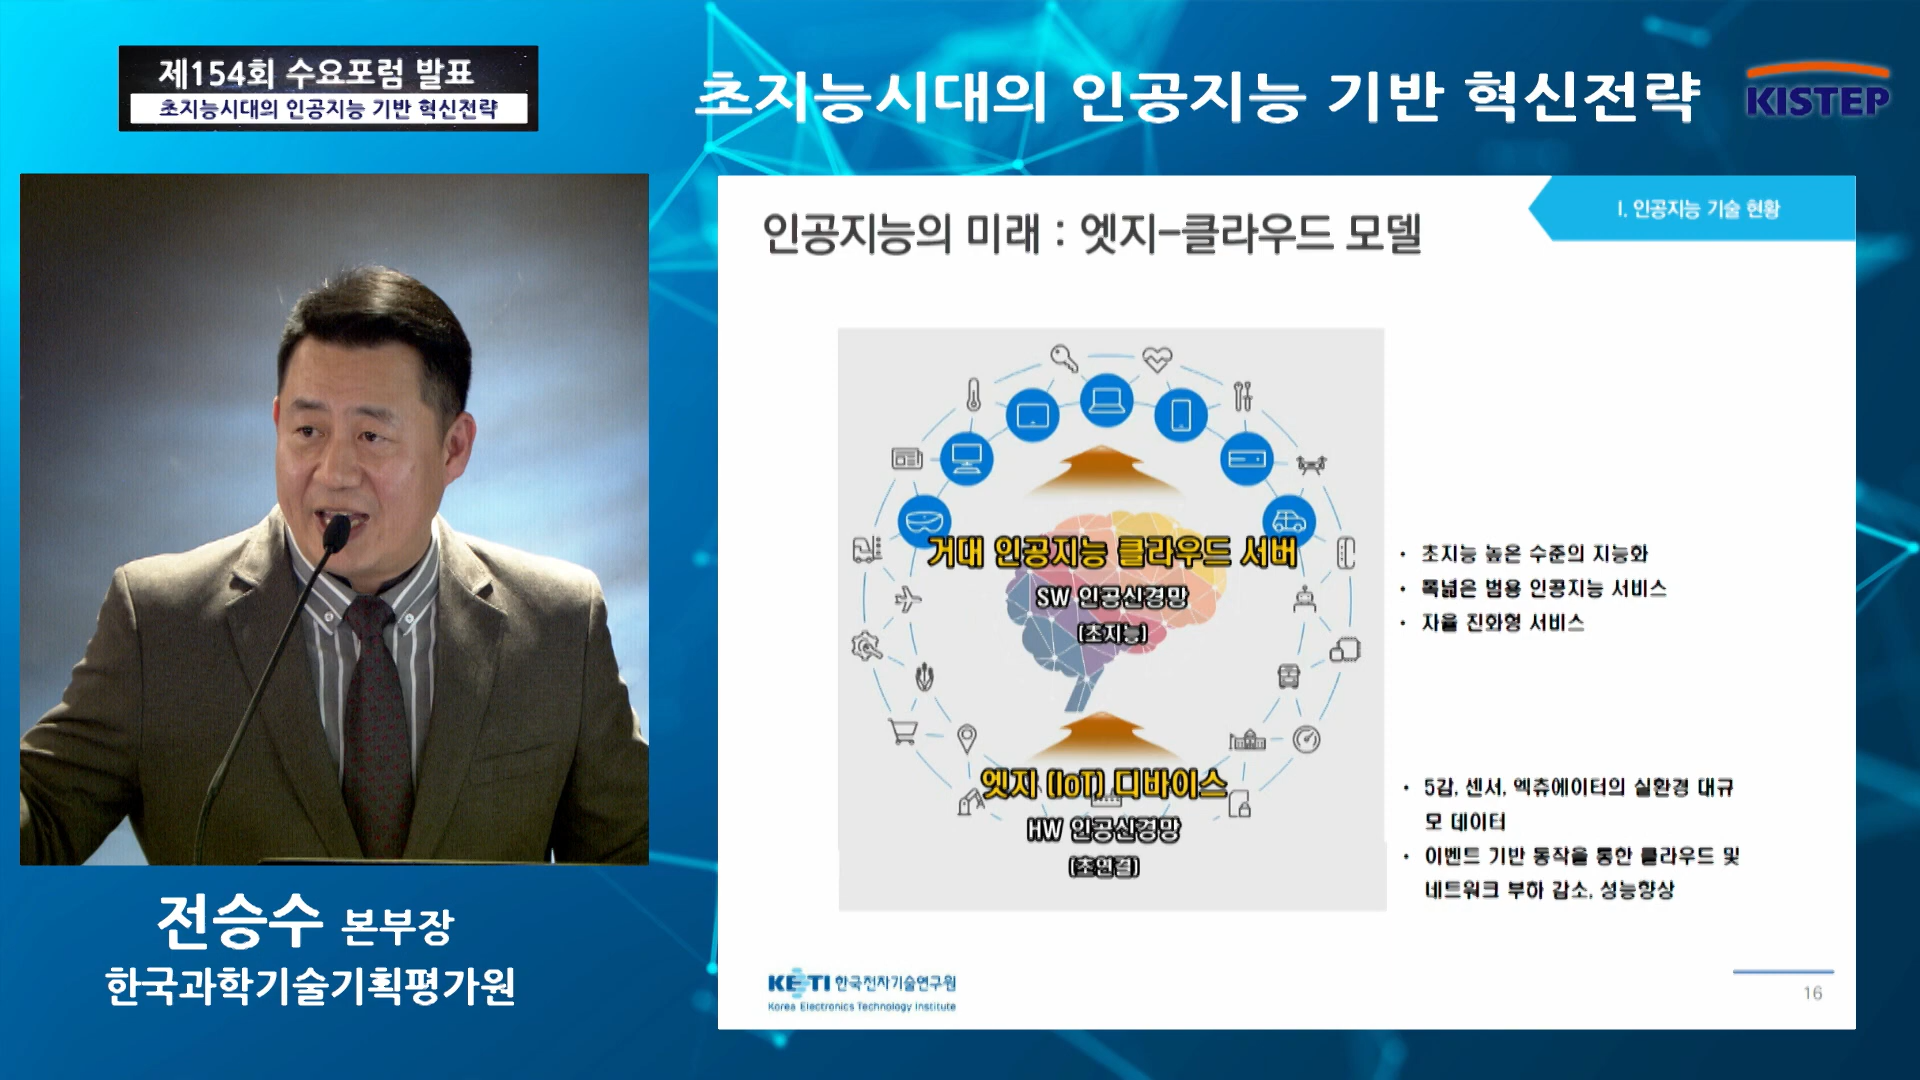 제154회 수요포럼 발표
초지능시대의 인공지능 기반 혁신전략
초지능시대의 인공지능 기반 혁신전략
KISTEP
I. 인공지능 기술 현황
인공지능의 미래 : 엣지-클라우드 모델
거대 인공지능 클라우드 서버
SW 인공신경망
(초지능)
• 초지능 높은 수준의 지능화
• 폭넓은 범용 인공지능 서비스
• 자율 진화형 서비스
엣지 (IoT) 디바이스
HW 인공신경망
(초연결)
• 5감, 센서, 엑츄에이터의 실환경 대규
모 데이터
• 이벤트 기반 동작을 통한 클라우드 및
네트워크 부하 감소, 성능향상
KETI 한국전자기술연구원
Korea Electronics Technology Institute
16
전승수 본부장
한국과학기술기획평가원